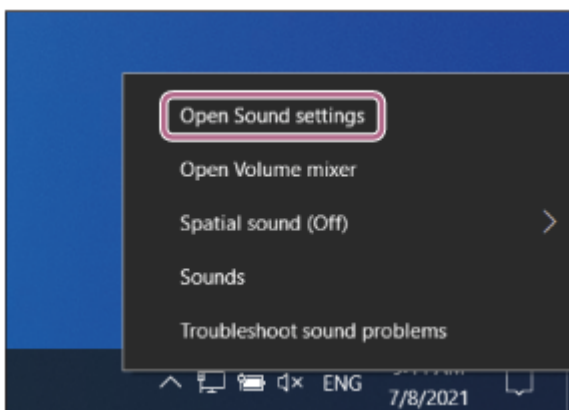 Open Sound settings
Open Volume mixer
Spatial sound (Off)
Sounds
Troubleshoot sound problems
ENG
7/8/2021